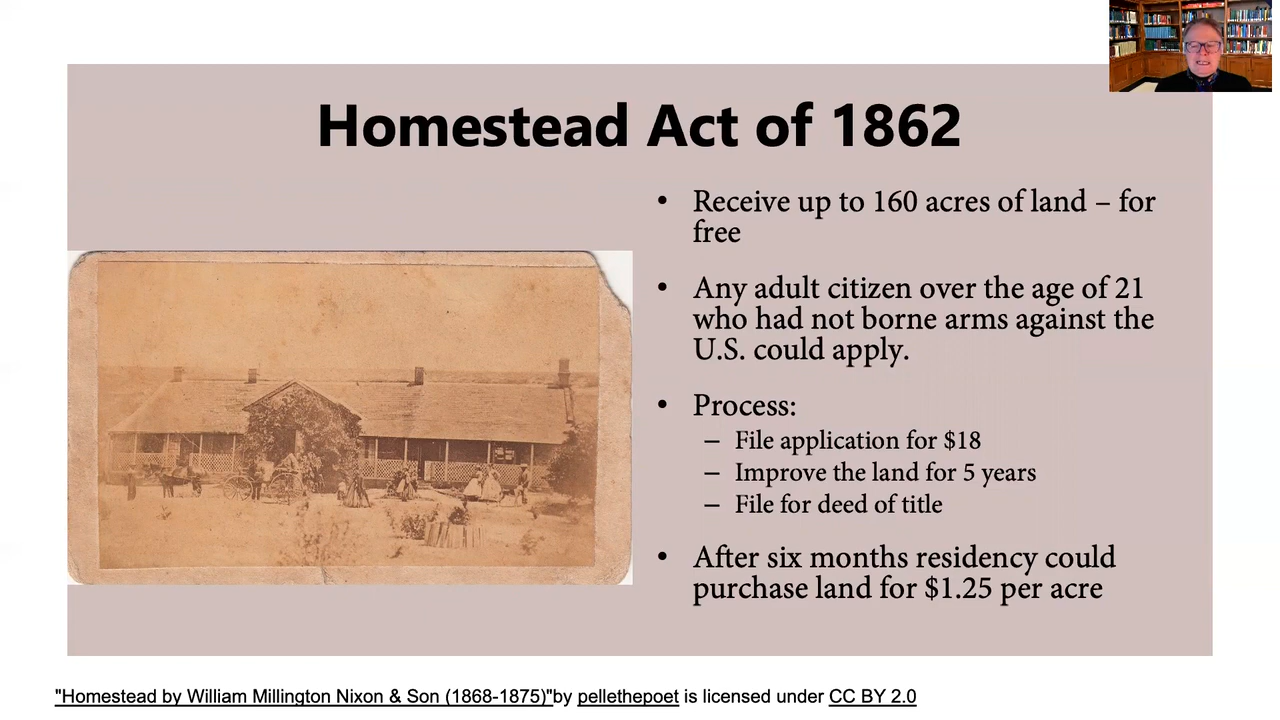 Homestead Act of 1862
• Receive up to 160 acres of land – for
free
• Any adult citizen over the age of 21
who had not borne arms against the
U.S. could apply.
• Process:
– File application for $18
– Improve the land for 5 years
– File for deed of title
• After six months residency could
purchase land for $1.25 per acre
"Homestead by William Millington Nixon & Son (1868-1875)"by pellethepoet is licensed under CC BY 2.0